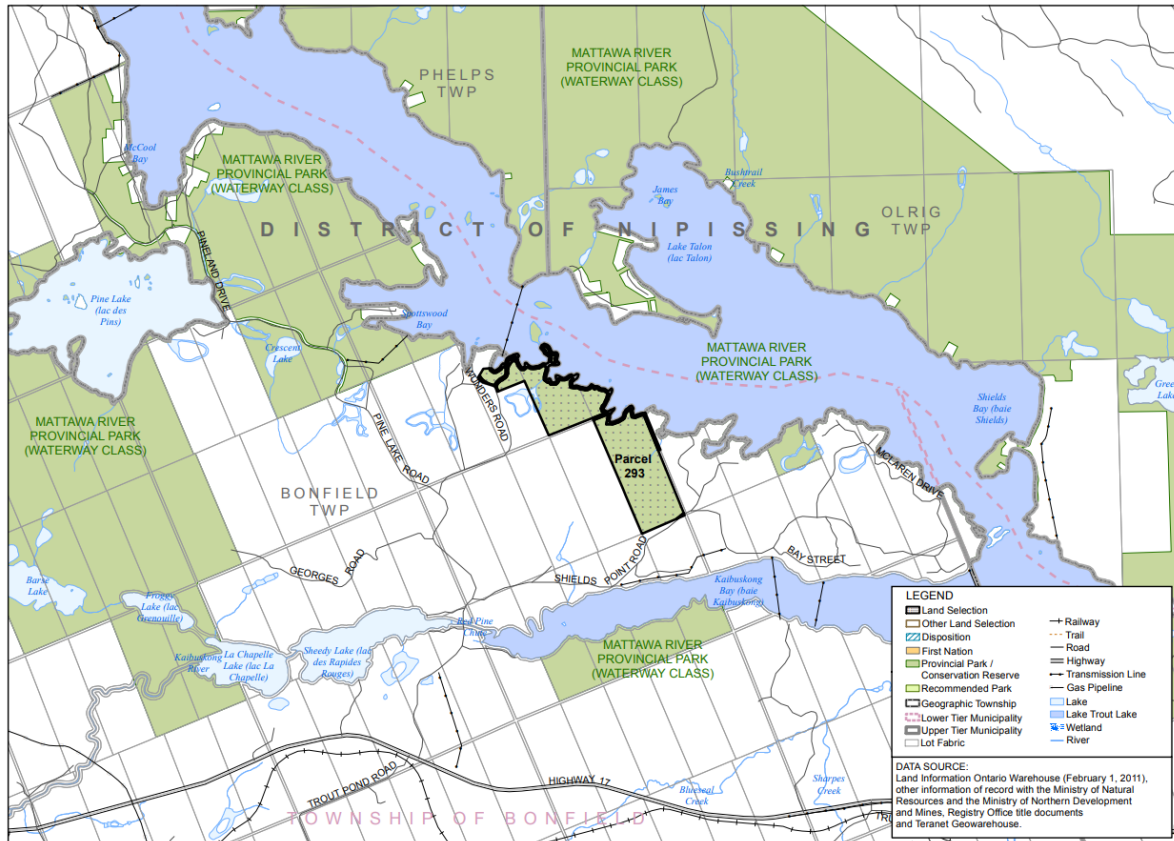 MATTAWA RIVER
PROVINCIAL PARK
(WATERWAY CLASS)
PHELPS
TWP
McCool
Bay
MATTAWA RIVER
PROVINCIAL PARK
(WATERWAY CLASS)
James
Bay
Bushtrail
Creek
OLRIG
TWP
DISTRICT OF NIPISSING
Lake Talon
(lac Talon)
PINELAND DRIVE
Pine Lake
(lac des
Pins)
Crescent
Lake
Scottswood
Bay
MATTAWA RIVER
PROVINCIAL PARK
(WATERWAY CLASS)
Shields
Bay (baie
Shields)
Lake
MATTAWA RIVER
PROVINCIAL PARK
(WATERWAY CLASS)
WUNDERS ROAD
PINE LAKE ROAD
Parcel
293
MCLAREN DRIVE
BONFIELD
TWP
GEORGES ROAD
SHIELDS POINT ROAD
BAY STREET
Barse
Lake
Froggy
Lake (lac
Grenouille)
Kaibuskong
Bay (baie
Kaibuskong)
Red Pine
Chute
Kaibuskong
River
La Chapelle
Lake (lac La
Chapelle)
Sheedy Lake (lac
des Rapides
Rouges)
MATTAWA RIVER
PROVINCIAL PARK
(WATERWAY CLASS)
TROUT POND ROAD
HIGHWAY 17
Blueseal
Creek
Sharpes
Creek
TOWNSHIP OF BONFIELD
LEGEND
Land Selection
Other Land Selection
Disposition
First Nation
Provincial Park /
Conservation Reserve
Recommended Park
Geographic Township
Lower Tier Municipality
Upper Tier Municipality
Lot Fabric
Railway
Trail
Road
Highway
Transmission Line
Gas Pipeline
Lake
Lake Trout Lake
Wetland
River
DATA SOURCE:
Land Information Ontario Warehouse (February 1, 2011),
other information of record with the Ministry of Natural
Resources and the Ministry of Northern Development
and Mines, Registry Office title documents
and Teranet Geowarehouse.